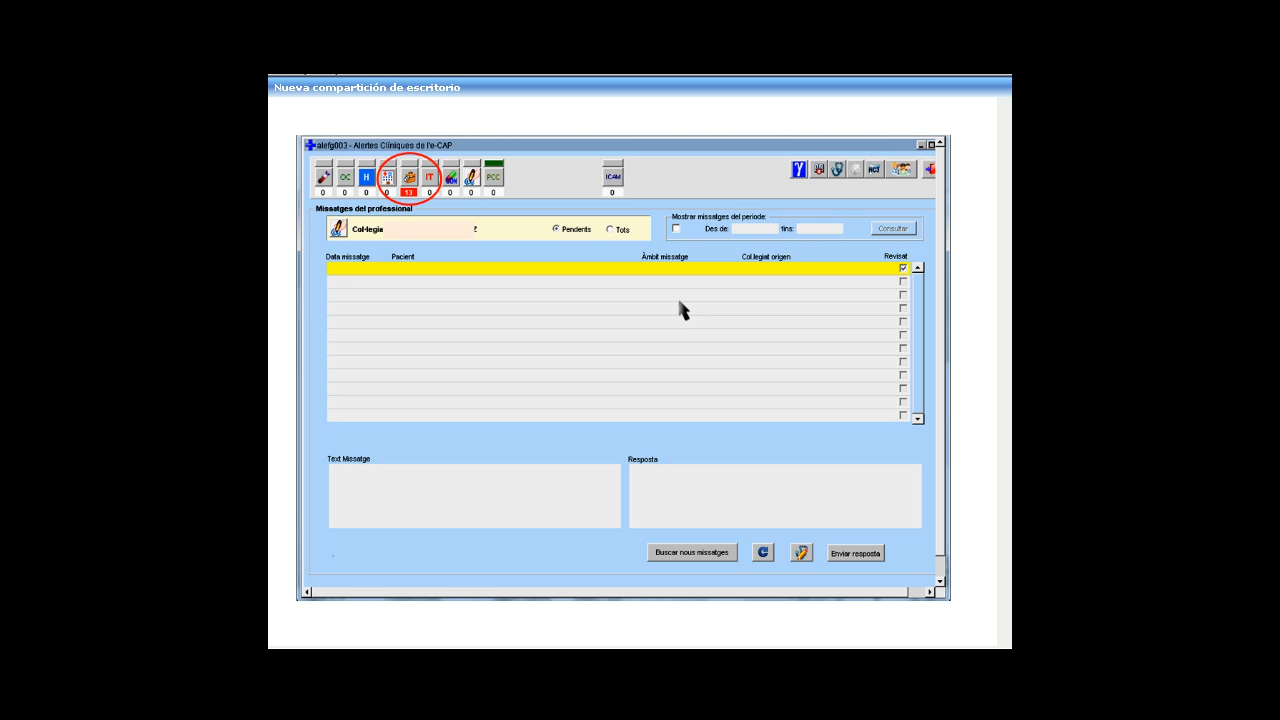 Nueva compartición de escritorio
alefg003 - Alertes Clíniques de l'e-CAP
OC H IT PCC ICAM HCT
0 0 0 0 13 0 0 0 0 0
Missatges del professional
Col·legia
Pendents Tots
Mostrar missatges del periode:
Des de: fins: Consultar
Data missatge Pacient Àmbit missatge Col.legiat origen Revisat
Text Missatge Resposta
Buscar nous missatges Enviar resposta